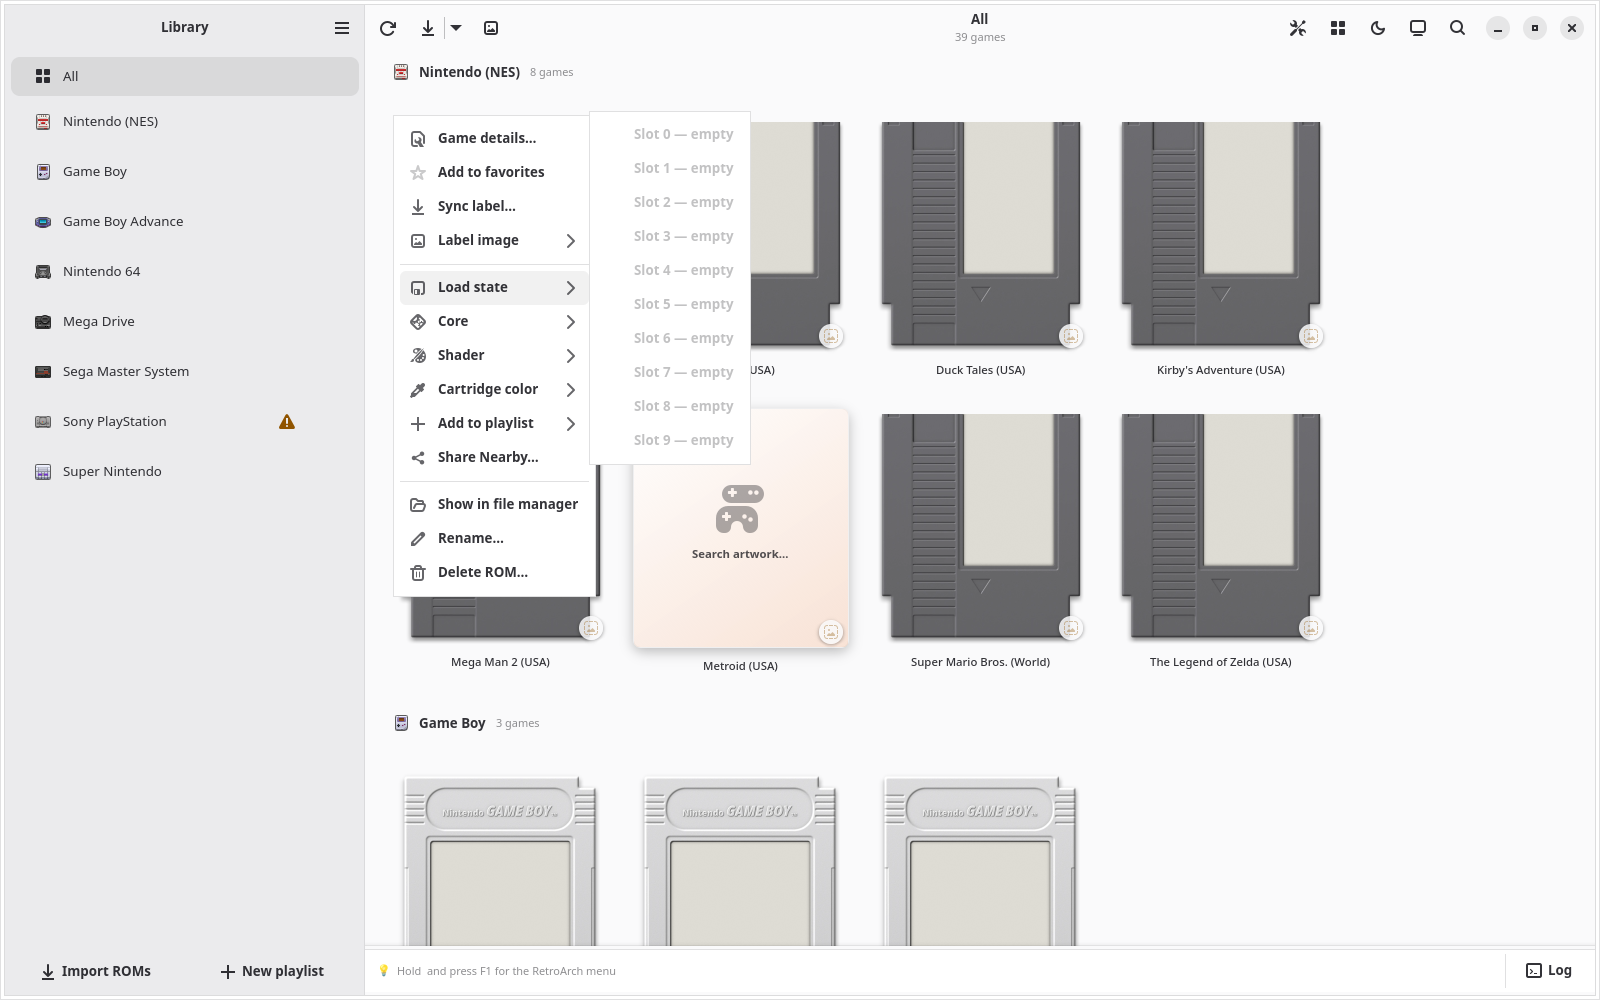 Library
All
39 games
All
Nintendo (NES)
Game Boy
Game Boy Advance
Nintendo 64
Mega Drive
Sega Master System
Sony PlayStation
Super Nintendo
Import ROMs
New playlist
Nintendo (NES) 8 games
Game details...
Add to favorites
Sync label...
Label image
Load state
Core
Shader
Cartridge color
Add to playlist
Share Nearby...
Show in file manager
Rename...
Delete ROM...
Slot 0 — empty
Slot 1 — empty
Slot 2 — empty
Slot 3 — empty
Slot 4 — empty
Slot 5 — empty
Slot 6 — empty
Slot 7 — empty
Slot 8 — empty
Slot 9 — empty
USA)
Duck Tales (USA)
Kirby's Adventure (USA)
Search artwork...
Mega Man 2 (USA)
Metroid (USA)
Super Mario Bros. (World)
The Legend of Zelda (USA)
Game Boy 3 games
Nintendo GAME BOY™
Nintendo GAME BOY™
Nintendo GAME BOY™
Hold and press F1 for the RetroArch menu
Log